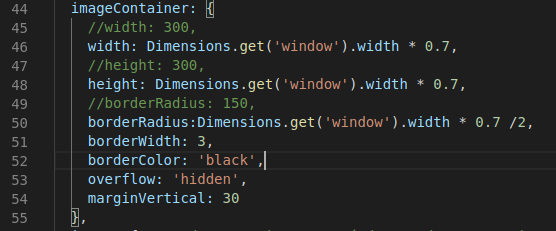 44 imageContainer: {
45 //width: 300,
46 width: Dimensions.get('window').width * 0.7,
47 //height: 300,
48 height: Dimensions.get('window').width * 0.7,
49 //borderRadius: 150,
50 borderRadius:Dimensions.get('window').width * 0.7 /2,
51 borderWidth: 3,
52 borderColor: 'black',
53 overflow: 'hidden',
54 marginVertical: 30
55 },